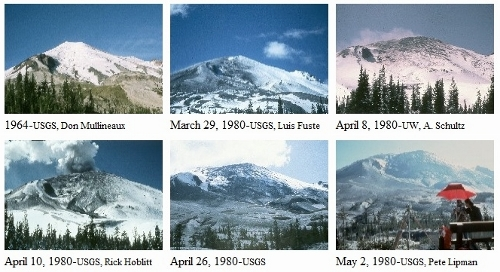 1964-USGS, Don Mullineaux
March 29, 1980-USGS, Luis Fuste
April 8, 1980-UW, A. Schultz
April 10, 1980-USGS, Rick Hoblitt
April 26, 1980-USGS
May 2, 1980-USGS, Pete Lipman